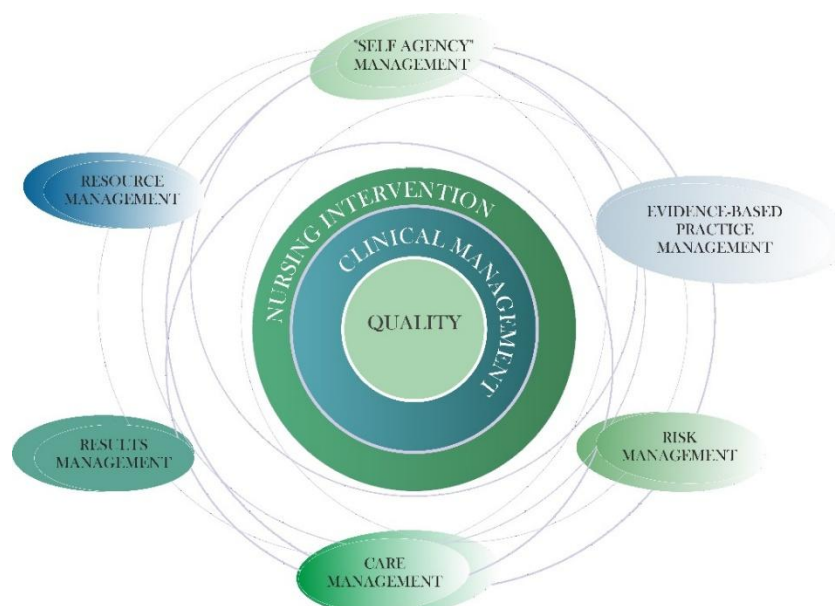 "SELF AGENCY"
MANAGEMENT
RESOURCE
MANAGEMENT
EVIDENCE-BASED
PRACTICE
MANAGEMENT
NURSING INTERVENTION
CLINICAL MANAGEMENT
QUALITY
RESULTS
MANAGEMENT
RISK
MANAGEMENT
CARE
MANAGEMENT